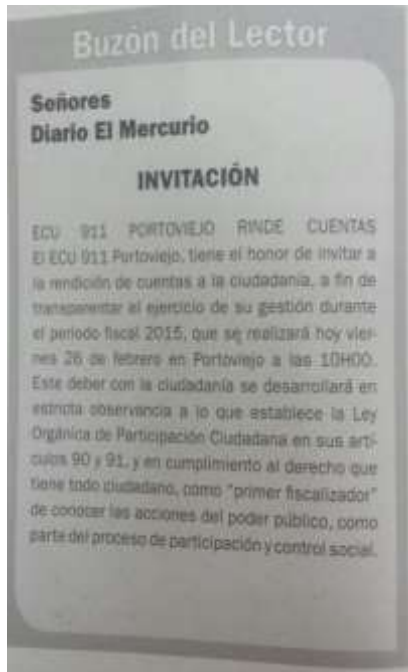 Buzón del Lector
Señores
Diario El Mercurio
INVITACIÓN
ECU 911 PORTOVIEJO RINDE CUENTAS
El ECU 911 Portoviejo, tiene el honor de invitar a
la rendición de cuentas a la ciudadanía, a fin de
transparentar el ejercicio de su gestión durante
el periodo fiscal 2015, que se realizará hoy vier-
nes 26 de febrero en Portoviejo a las 10H00.
Este deber con la ciudadanía se desarrollará en
estricta observancia a lo que establece la Ley
Orgánica de Participación Ciudadana en sus artí-
culos 90 y 91, y en cumplimiento al derecho que
tiene todo ciudadano, como "primer fiscalizador"
de conocer las acciones del poder público, como
parte del proceso de participación y control social.